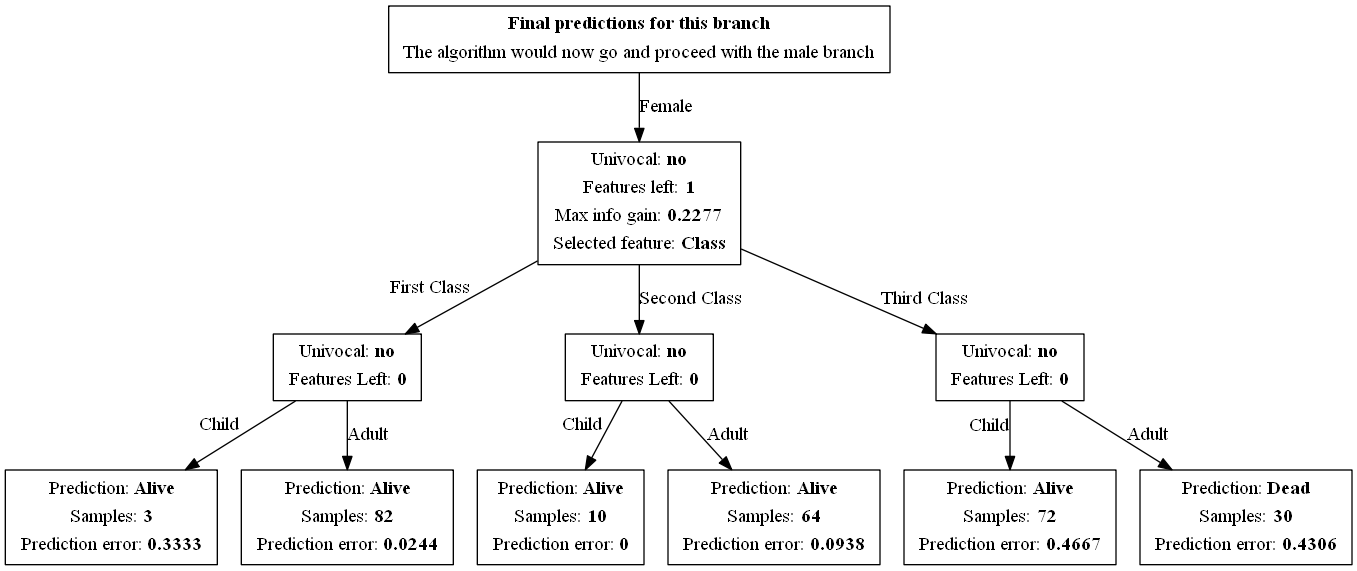 Final predictions for this branch
The algorithm would now go and proceed with the male branch
Female
Univocal: no
Features left: 1
Max info gain: 0.2277
Selected feature: Class
First Class
Second Class
Third Class
Univocal: no
Features Left: 0
Univocal: no
Features Left: 0
Univocal: no
Features Left: 0
Child
Adult
Child
Adult
Child
Adult
Prediction: Alive
Samples: 3
Prediction error: 0.3333
Prediction: Alive
Samples: 82
Prediction error: 0.0244
Prediction: Alive
Samples: 10
Prediction error: 0
Prediction: Alive
Samples: 64
Prediction error: 0.0938
Prediction: Alive
Samples: 72
Prediction error: 0.4667
Prediction: Dead
Samples: 30
Prediction error: 0.4306